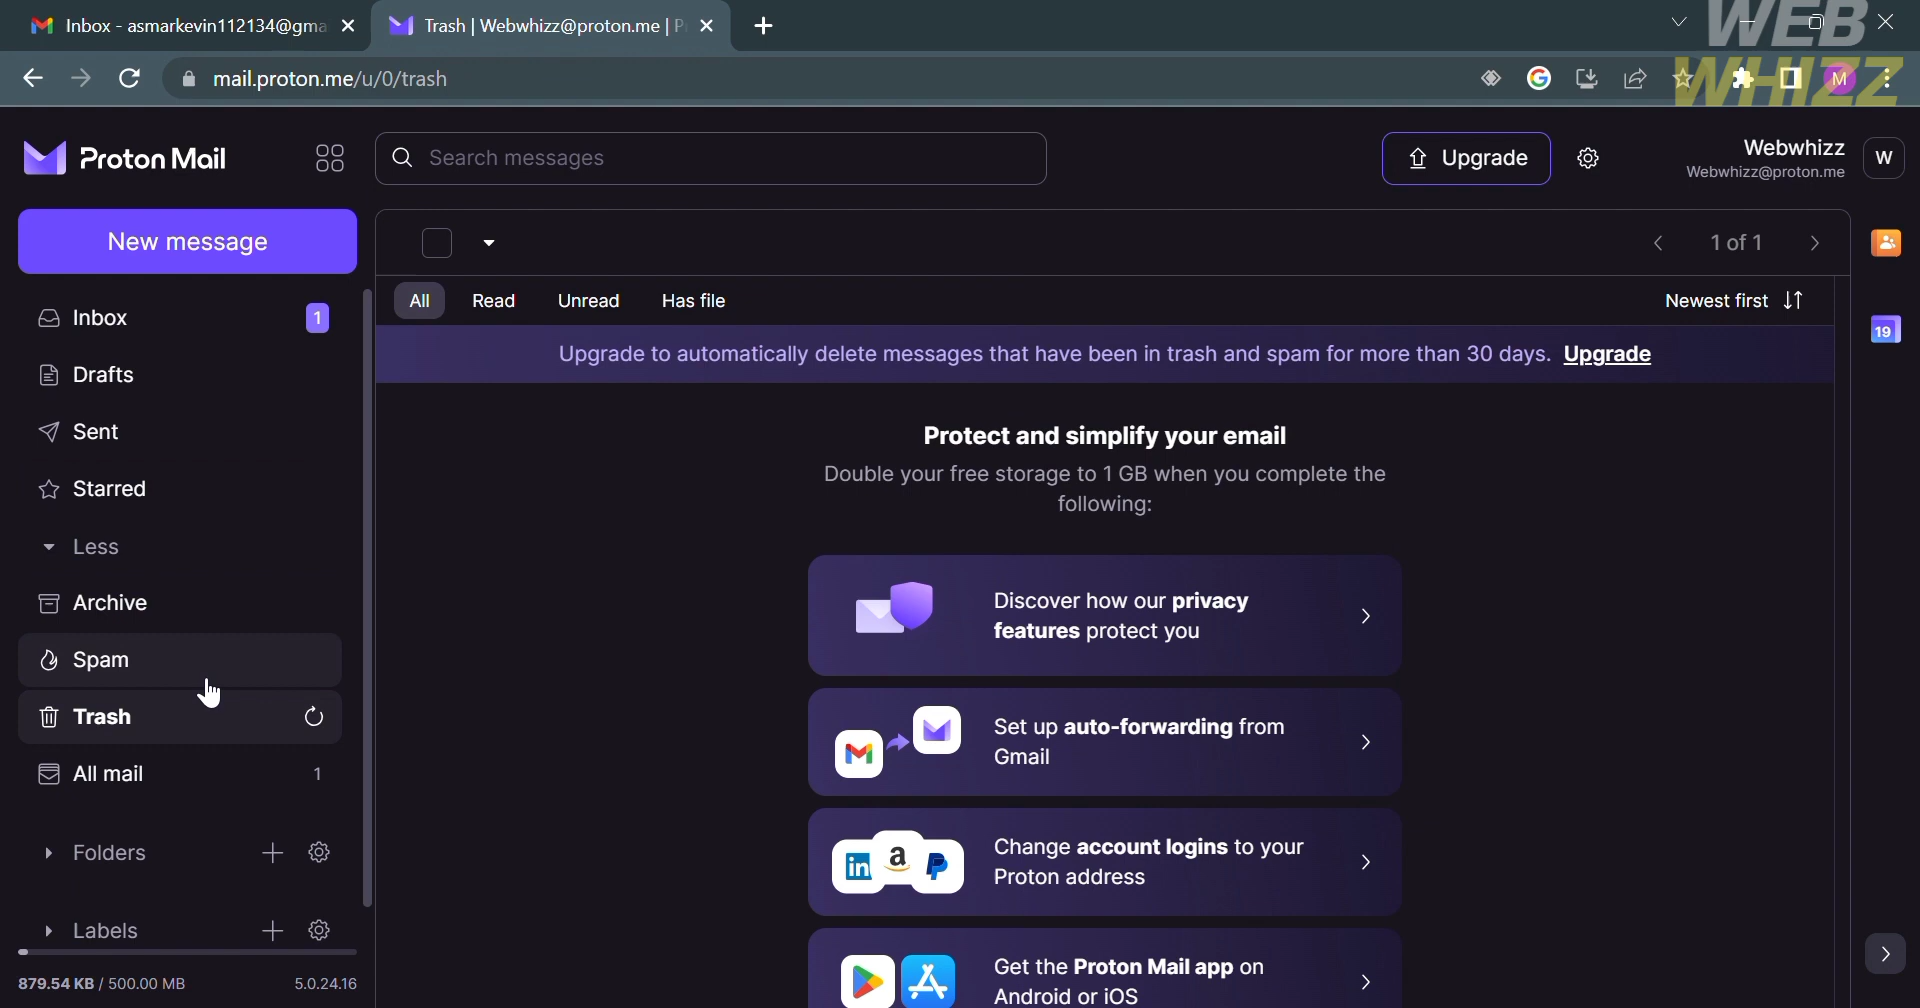 Inbox - asmarkevin112134@gma
Trash | Webwhizz@proton.me | P
WEB
WHIZZ
mail.proton.me/u/0/trash
M
Proton Mail
Search messages
Upgrade
Webwhizz
Webwhizz@proton.me
W
New message
1 of 1
Inbox 1
All Read Unread Has file
Newest first
19
Upgrade to automatically delete messages that have been in trash and spam for more than 30 days. Upgrade
Drafts
Sent
Starred
Less
Archive
Spam
Trash
All mail 1
Folders
Labels
879.54 KB / 500.00 MB 5.0.24.16
Protect and simplify your email
Double your free storage to 1 GB when you complete the
following:
Discover how our privacy
features protect you
Set up auto-forwarding from
Gmail
in a P
Change account logins to your
Proton address
Get the Proton Mail app on
Android or iOS